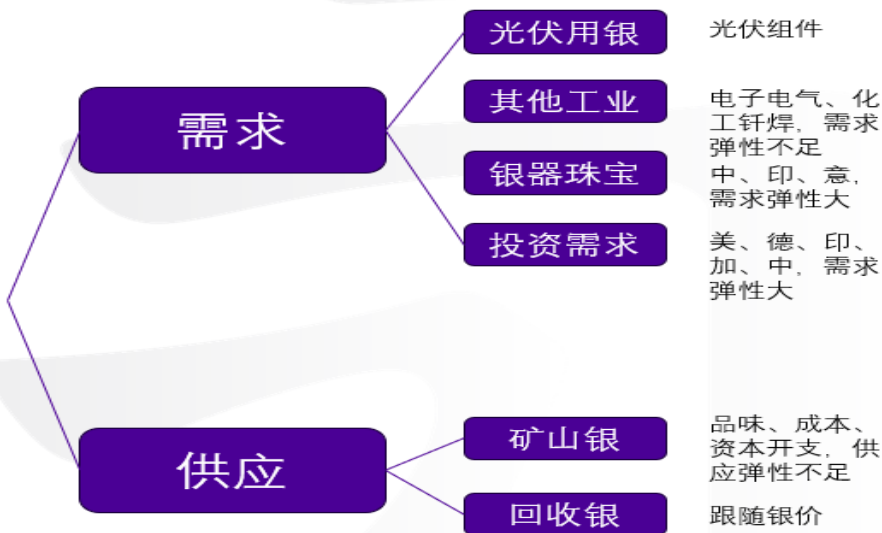 需求
光伏用银
光伏组件
其他工业
电子电气、化
工钎焊，需求
弹性不足
银器珠宝
中、印、意，
需求弹性大
投资需求
美、德、印、
加、中，需求
弹性大
供应
矿山银
品味、成本、
资本开支，供
应弹性不足
回收银
跟随银价